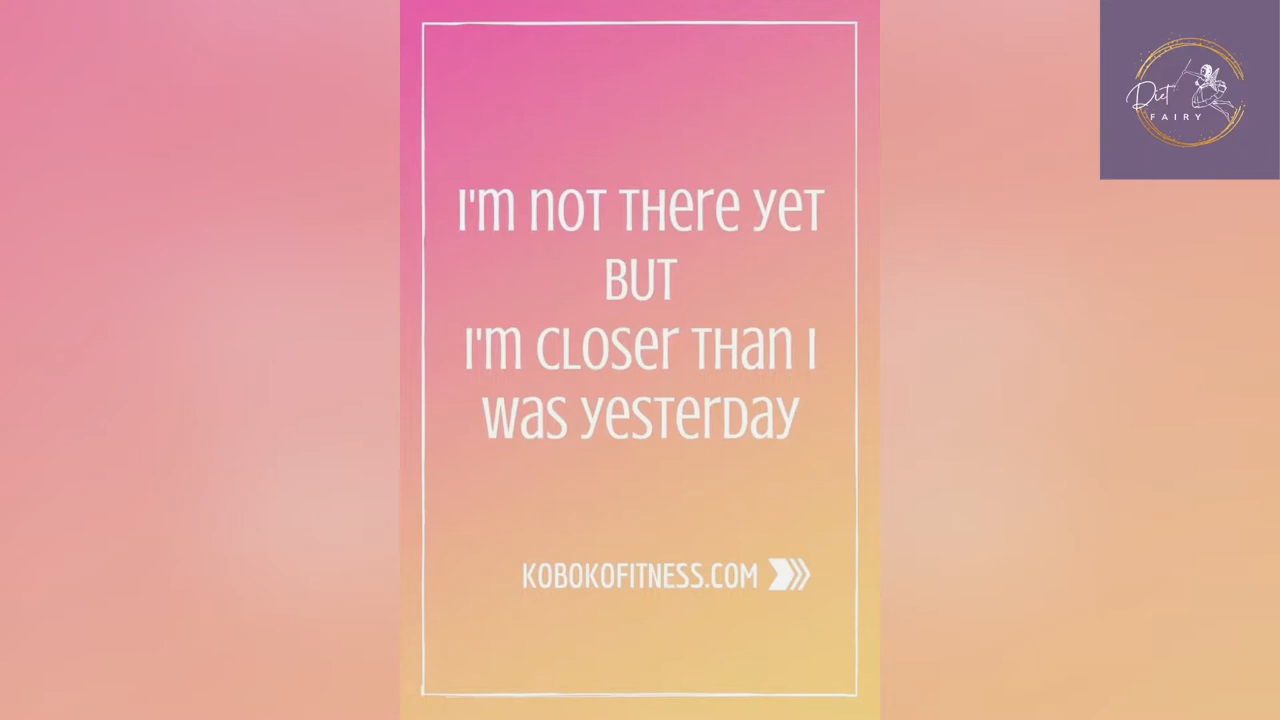 I'm not there yet
BUT
I'm closer than I
was yesterday
KOBOKOFITNESS.COM
Diet
FAIRY